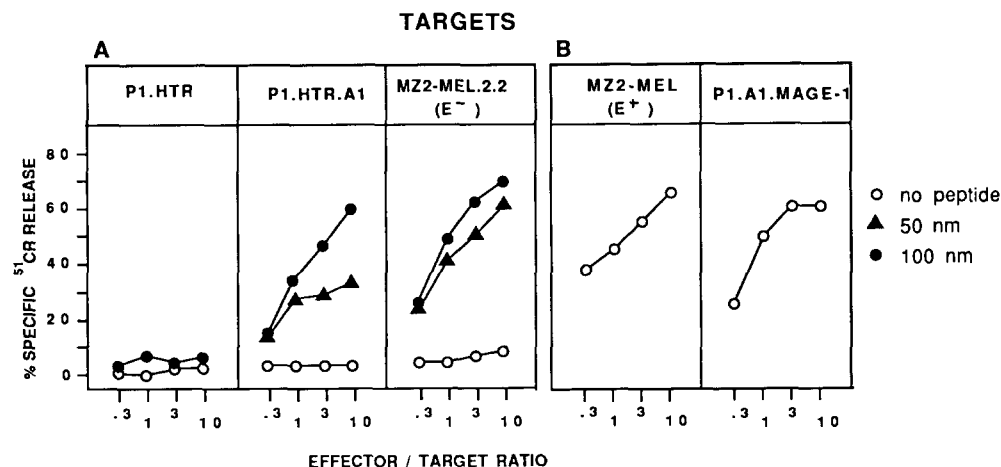 TARGETS
A
B
P1.HTR
P1.HTR.A1
MZ2-MEL.2.2
(E⁻)
MZ2-MEL
(E⁺)
P1.A1.MAGE-1
% SPECIFIC ⁵¹CR RELEASE
80
60
40
20
0
no peptide
50 nm
100 nm
.3 1 3 10
.3 1 3 10
.3 1 3 10
.3 1 3 10
.3 1 3 10
EFFECTOR / TARGET RATIO